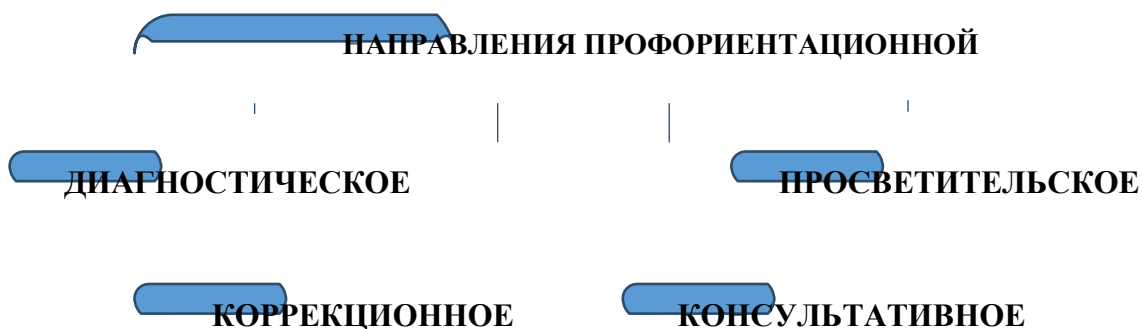 НАПРАВЛЕНИЯ ПРОФОРИЕНТАЦИОННОЙ
ДИАГНОСТИЧЕСКОЕ
ПРОСВЕТИТЕЛЬСКОЕ
КОРРЕКЦИОННОЕ
КОНСУЛЬТАТИВНОЕ